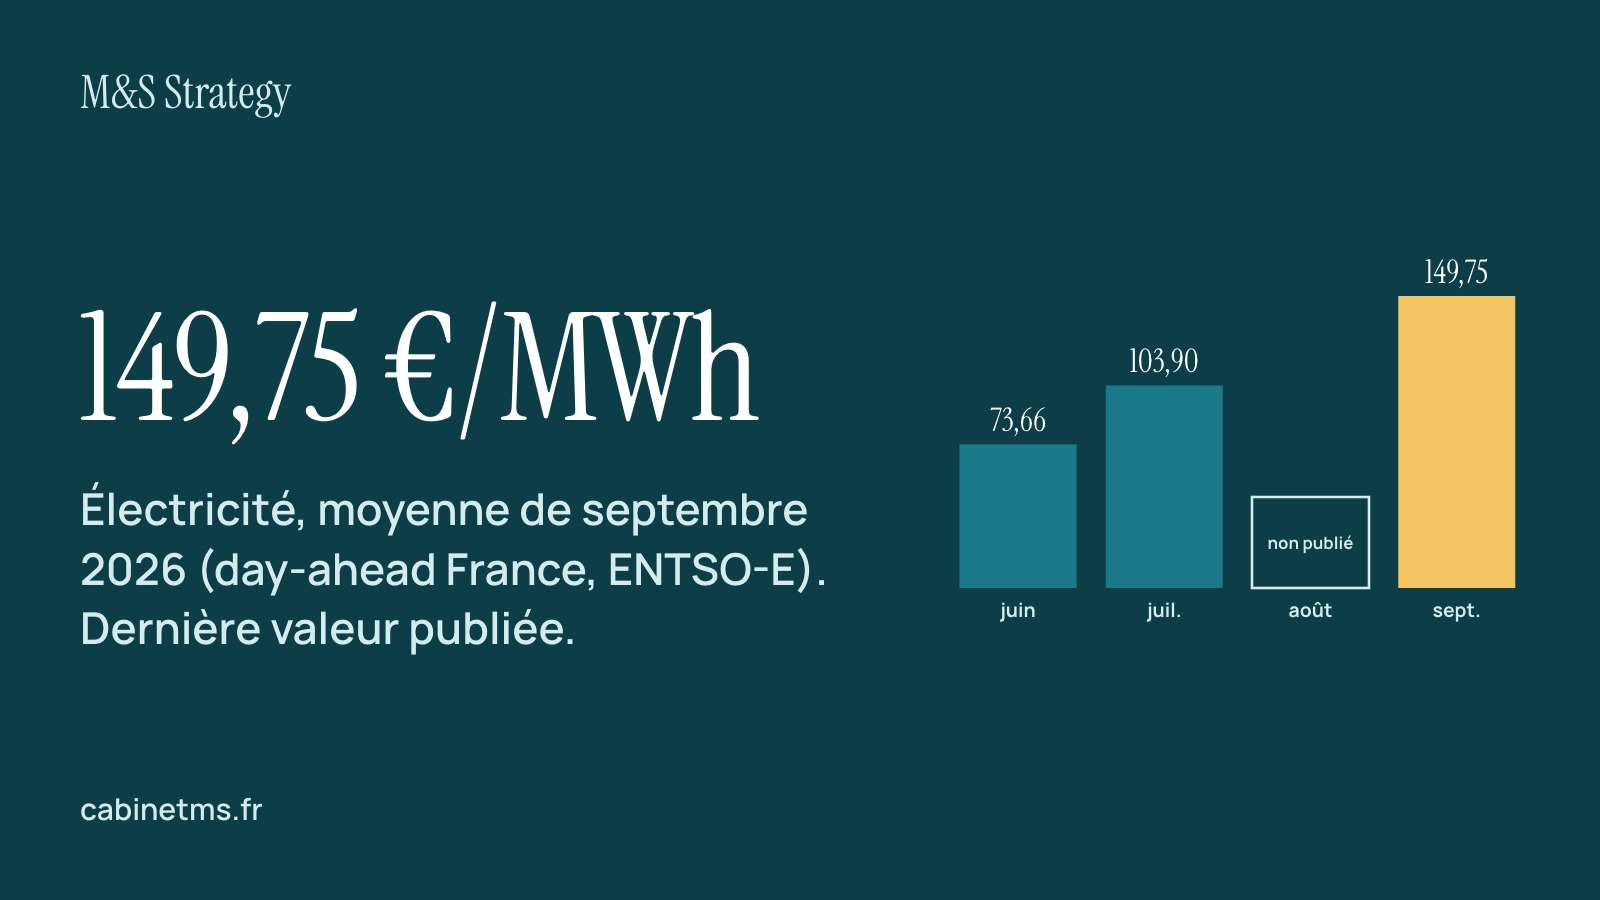 M&S Strategy
149,75 €/MWh
Électricité, moyenne de septembre
2026 (day-ahead France, ENTSO-E).
Dernière valeur publiée.
73,66
103,90
non publié
149,75
juin
juil.
août
sept.
cabinetms.fr